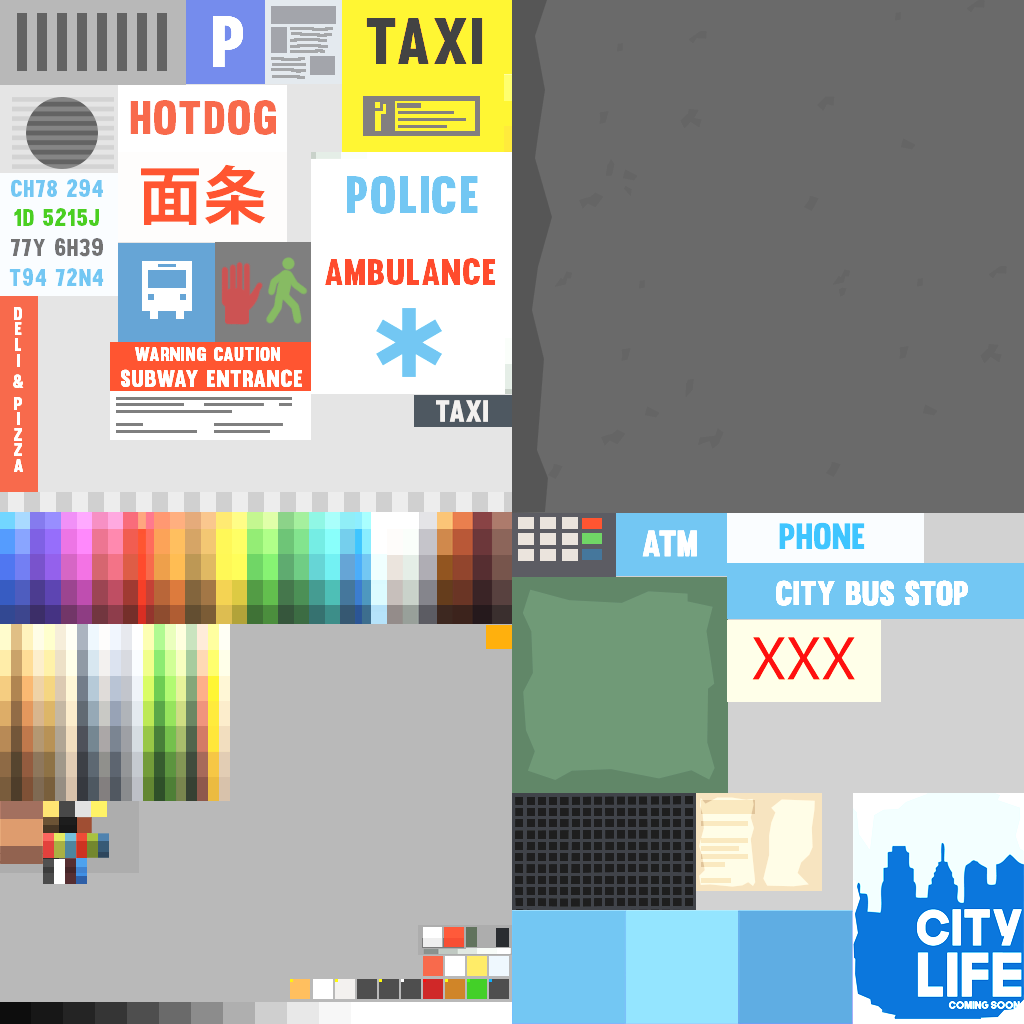 P
TAXI
HOTDOG
面条
CH78 294
1D 5215J
77Y 6H39
T94 72N4
POLICE
AMBULANCE
DELI & PIZZA
WARNING CAUTION
SUBWAY ENTRANCE
TAXI
ATM
PHONE
CITY BUS STOP
XXX
CITY
LIFE
COMING SOON